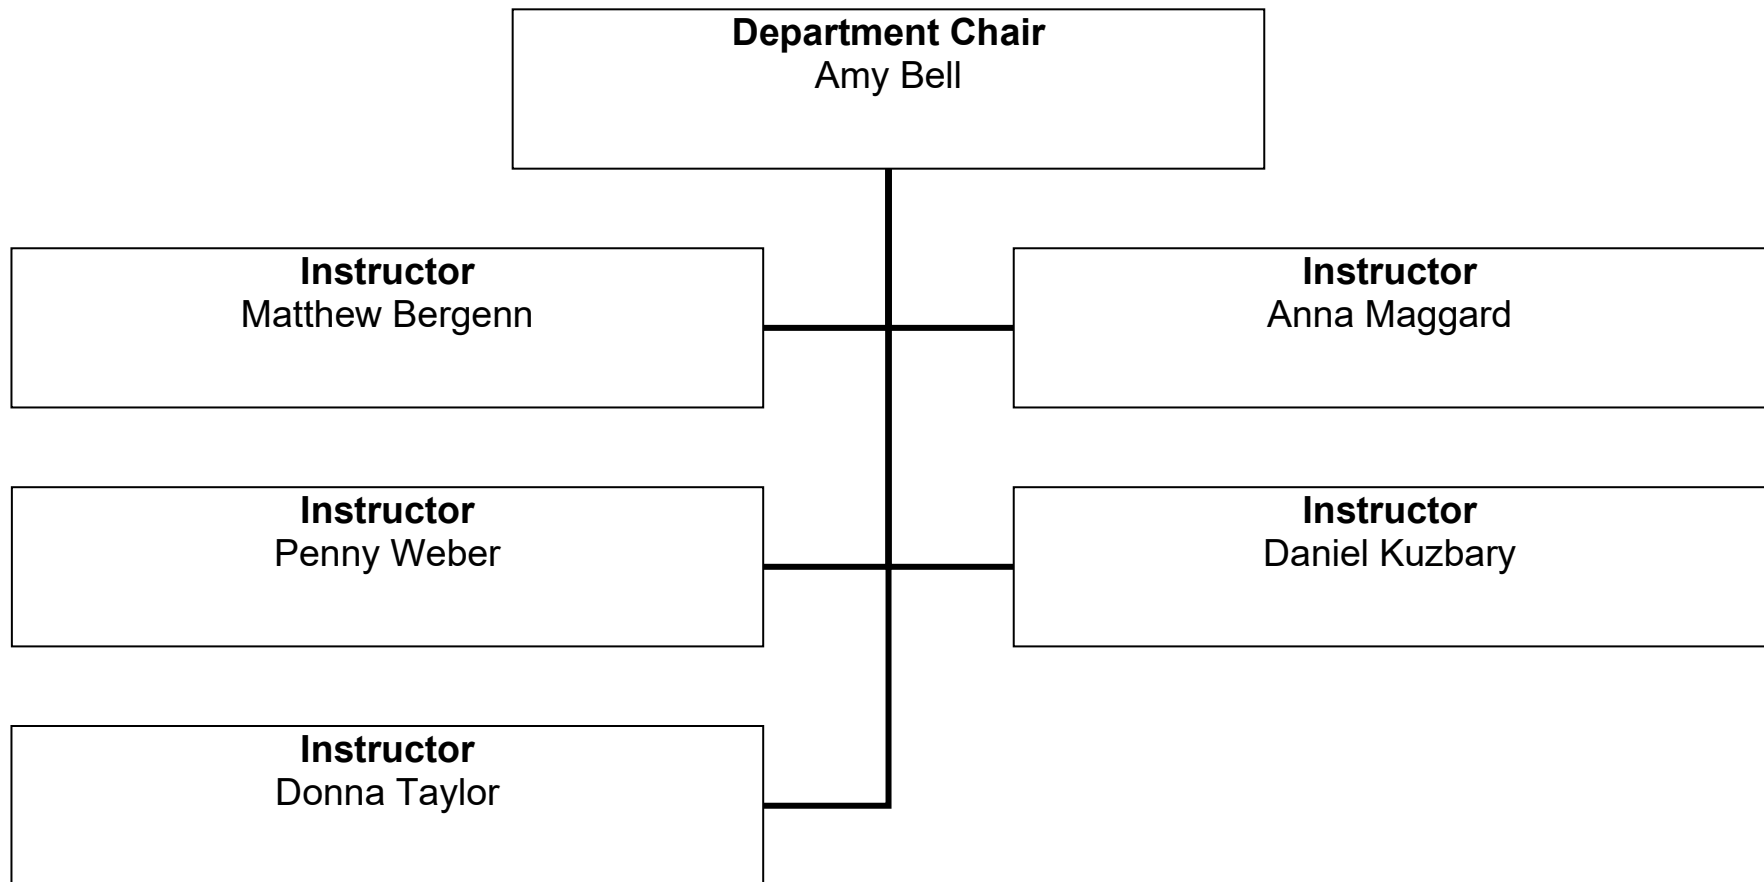 Department Chair
Amy Bell
Instructor
Matthew Bergenn
Instructor
Anna Maggard
Instructor
Penny Weber
Instructor
Daniel Kuzbary
Instructor
Donna Taylor